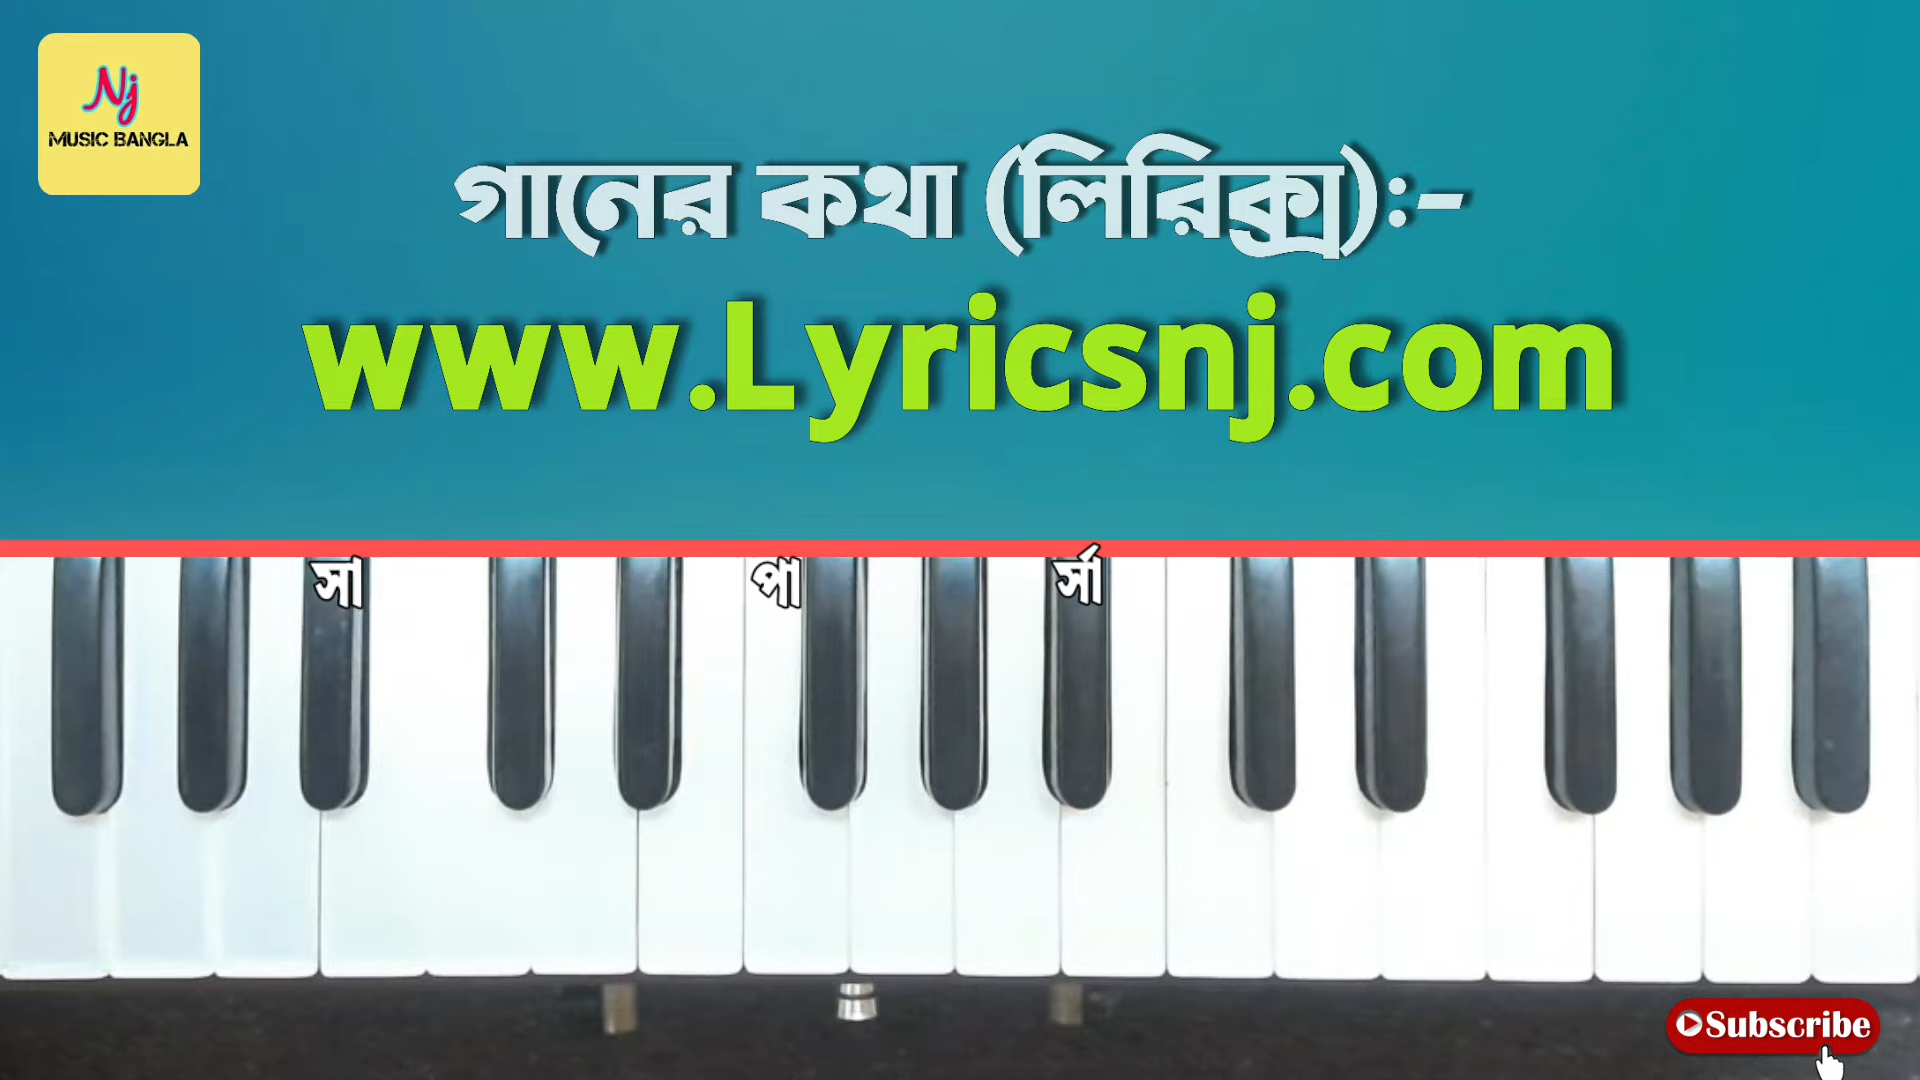 Nj
MUSIC BANGLA
গানের কথা (লিরিক্স):-
www.Lyricsnj.com
সা পা র্সা
Subscribe